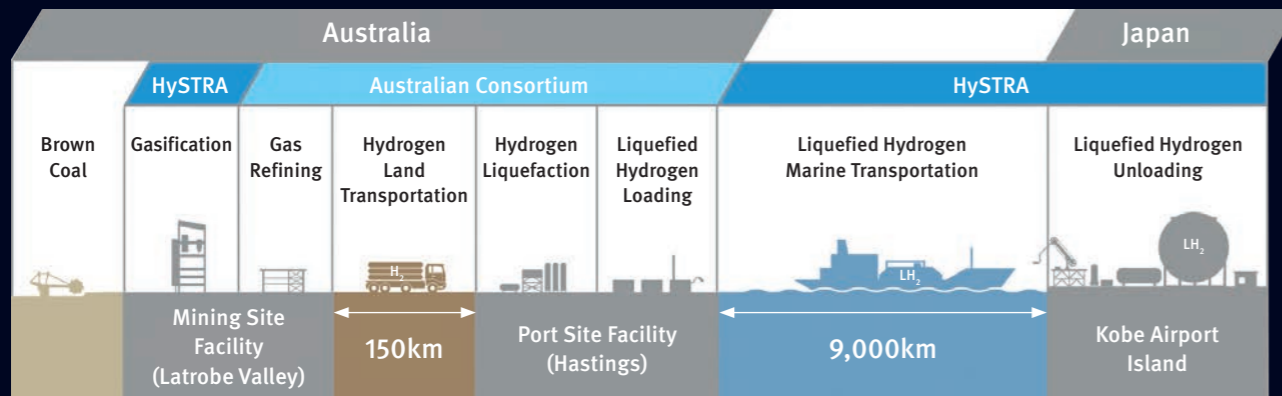 Australia
Japan
HySTRA
Australian Consortium
HySTRA
Brown
Coal
Gasification
Gas
Refining
Hydrogen
Land
Transportation
Hydrogen
Liquefaction
Liquefied
Hydrogen
Loading
Liquefied Hydrogen
Marine Transportation
Liquefied Hydrogen
Unloading
H₂
LH₂
LH₂
Mining Site
Facility
(Latrobe Valley)
150km
Port Site Facility
(Hastings)
9,000km
Kobe Airport
Island